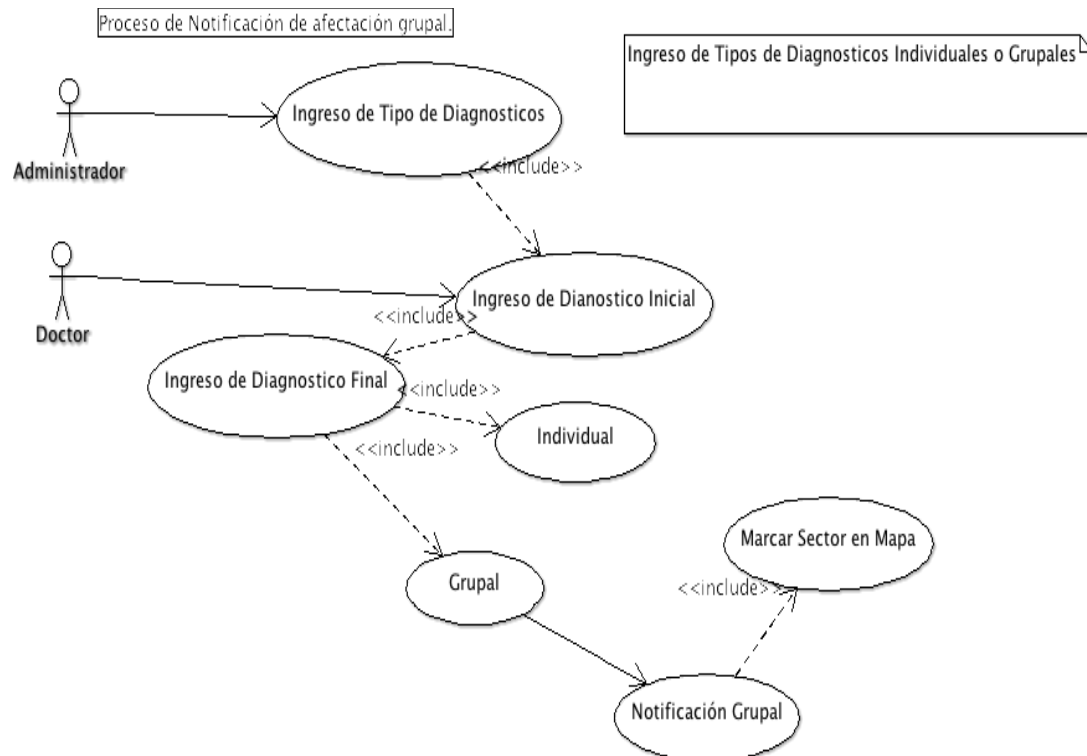 Proceso de Notificación de afectación grupal.
Ingreso de Tipos de Diagnosticos Individuales o Grupales
Ingreso de Tipo de Diagnosticos
Administrador
<<include>>
Ingreso de Dianostico Inicial
Doctor
<<include>>
Ingreso de Diagnostico Final
<<include>>
Individual
<<include>>
Marcar Sector en Mapa
Grupal
<<include>>
Notificación Grupal